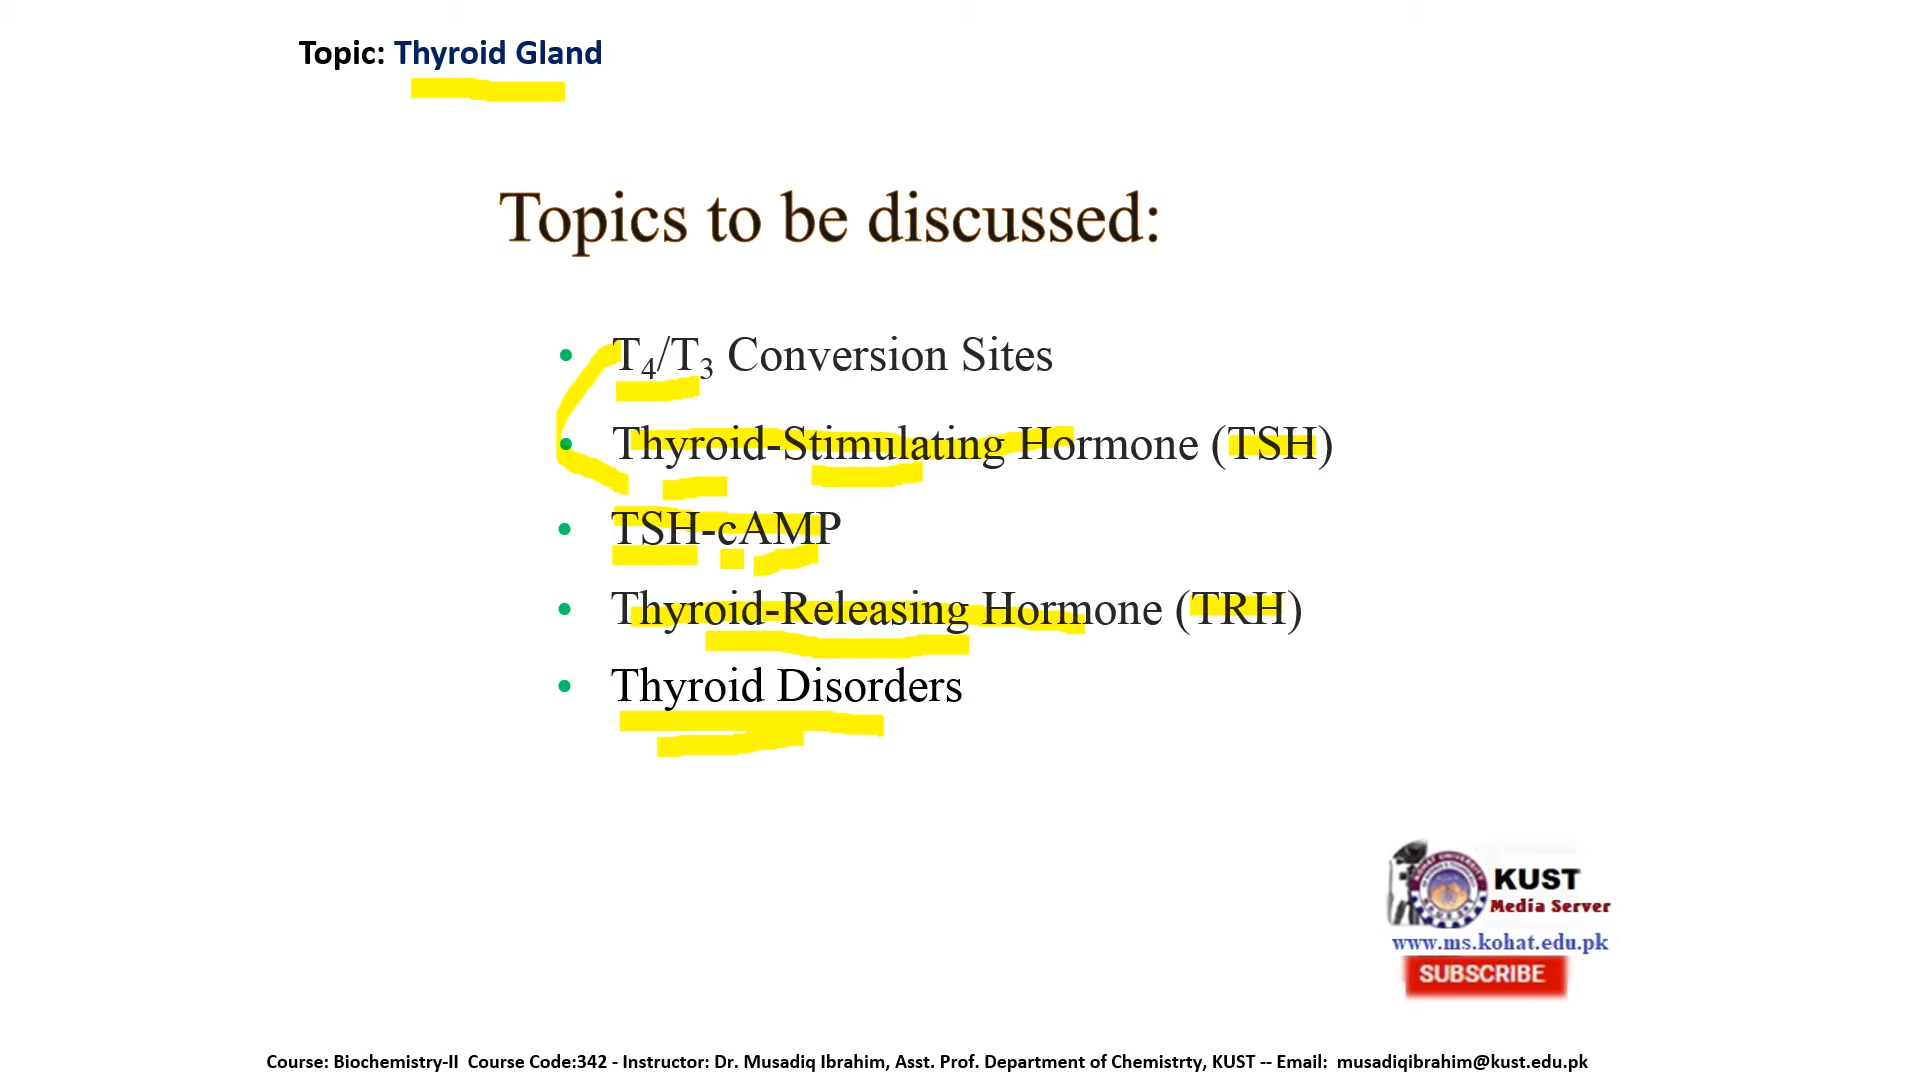 Topic: Thyroid Gland
Topics to be discussed:
• T₄/T₃ Conversion Sites
• Thyroid-Stimulating Hormone (TSH)
• TSH-cAMP
• Thyroid-Releasing Hormone (TRH)
• Thyroid Disorders
KUST
Media Server
www.ms.kohat.edu.pk
SUBSCRIBE
Course: Biochemistry-II Course Code:342 - Instructor: Dr. Musadiq Ibrahim, Asst. Prof. Department of Chemistrty, KUST -- Email: musadiqibrahim@kust.edu.pk